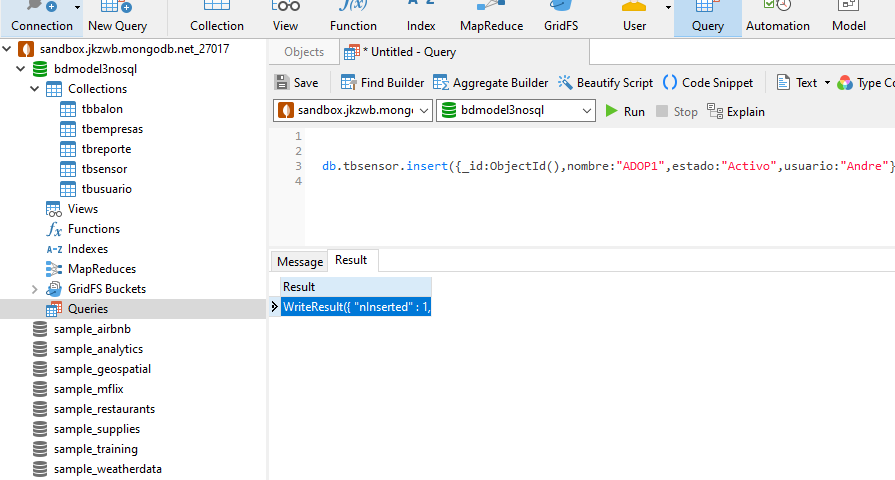 Connection New Query Collection View Function Index MapReduce GridFS User Query Automation Model
sandbox.jkzwb.mongodb.net_27017
bdmodel3nosql
Collections
tbbalon
tbempresas
tbreporte
tbsensor
tbusuario
Views
Functions
Indexes
MapReduces
GridFS Buckets
Queries
sample_airbnb
sample_analytics
sample_geospatial
sample_mflix
sample_restaurants
sample_supplies
sample_training
sample_weatherdata
Objects * Untitled - Query
Save Find Builder Aggregate Builder Beautify Script Code Snippet Text Type Co
sandbox.jkzwb.mongo bdmodel3nosql Run Stop Explain
1
2
3 db.tbsensor.insert({_id:ObjectId(),nombre:"ADOP1",estado:"Activo",usuario:"Andre"}
4
Message Result
Result
WriteResult({ "nInserted" : 1,